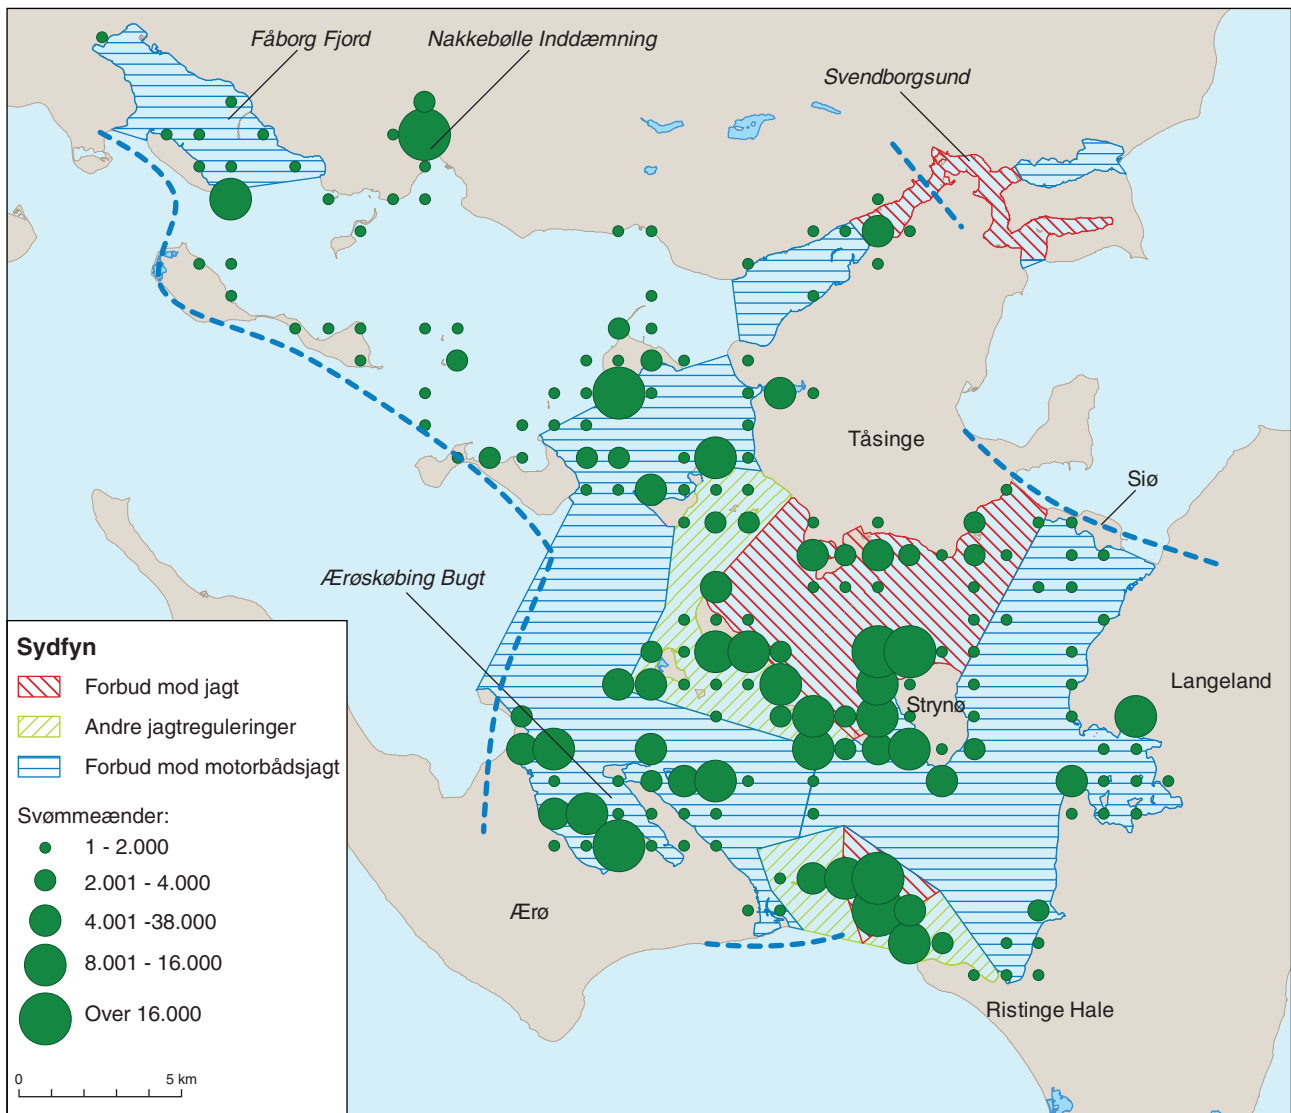 Fåborg Fjord
Nakkebølle Inddæmning
Svendborgsund
Tåsinge
Siø
Ærøskøbing Bugt
Langeland
Strynø
Ærø
Ristinge Hale
Sydfyn
Forbud mod jagt
Andre jagtreguleringer
Forbud mod motorbådsjagt
Svømmeænder:
1 - 2.000
2.001 - 4.000
4.001 -38.000
8.001 - 16.000
Over 16.000
0 5 km